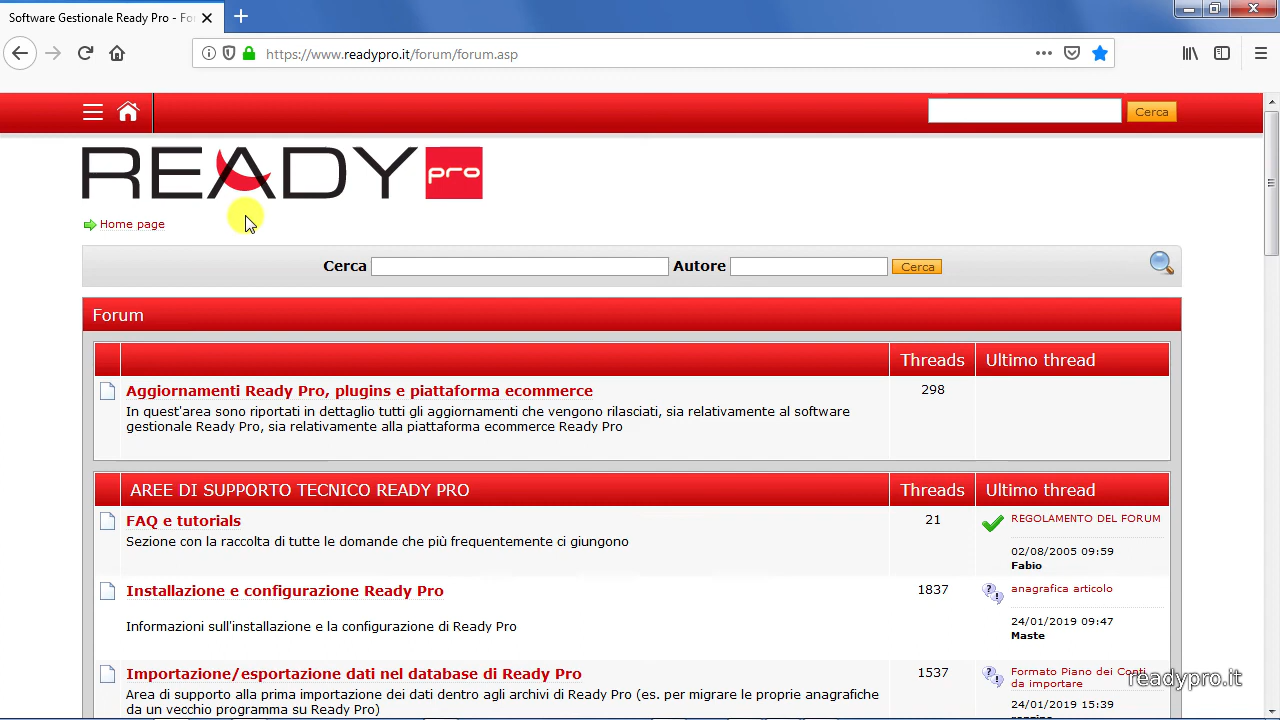 Software Gestionale Ready Pro - Fo
https://www.readypro.it/forum/forum.asp
Cerca
READY pro
Home page
Cerca Autore Cerca
Forum
Threads Ultimo thread
Aggiornamenti Ready Pro, plugins e piattaforma ecommerce 298
In quest'area sono riportati in dettaglio tutti gli aggiornamenti che vengono rilasciati, sia relativamente al software
gestionale Ready Pro, sia relativamente alla piattaforma ecommerce Ready Pro
AREE DI SUPPORTO TECNICO READY PRO Threads Ultimo thread
FAQ e tutorials 21 REGOLAMENTO DEL FORUM
Sezione con la raccolta di tutte le domande che più frequentemente ci giungono
02/08/2005 09:59
Fabio
Installazione e configurazione Ready Pro 1837 anagrafica articolo
Informazioni sull'installazione e la configurazione di Ready Pro
24/01/2019 09:47
Maste
Importazione/esportazione dati nel database di Ready Pro 1537 Formato Piano dei Conti
da importare
Area di supporto alla prima importazione dei dati dentro agli archivi di Ready Pro (es. per migrare le proprie anagrafiche
da un vecchio programma su Ready Pro)
24/01/2019 15:39
readypro.it